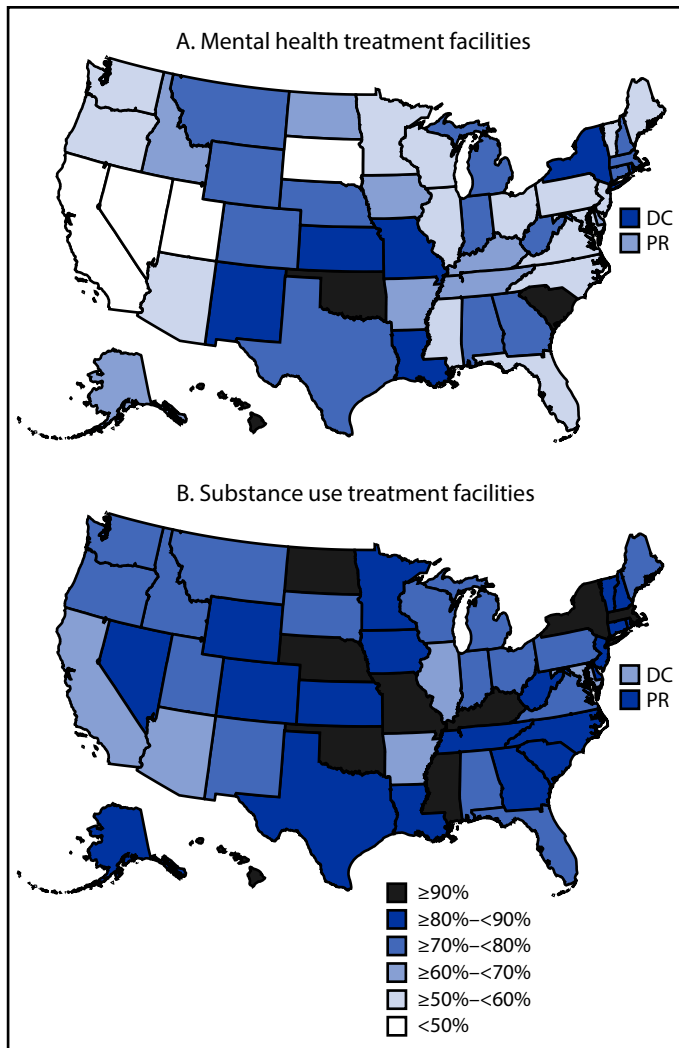 A. Mental health treatment facilities
DC
PR
B. Substance use treatment facilities
DC
PR
≥90%
≥80%–<90%
≥70%–<80%
≥60%–<70%
≥50%–<60%
<50%